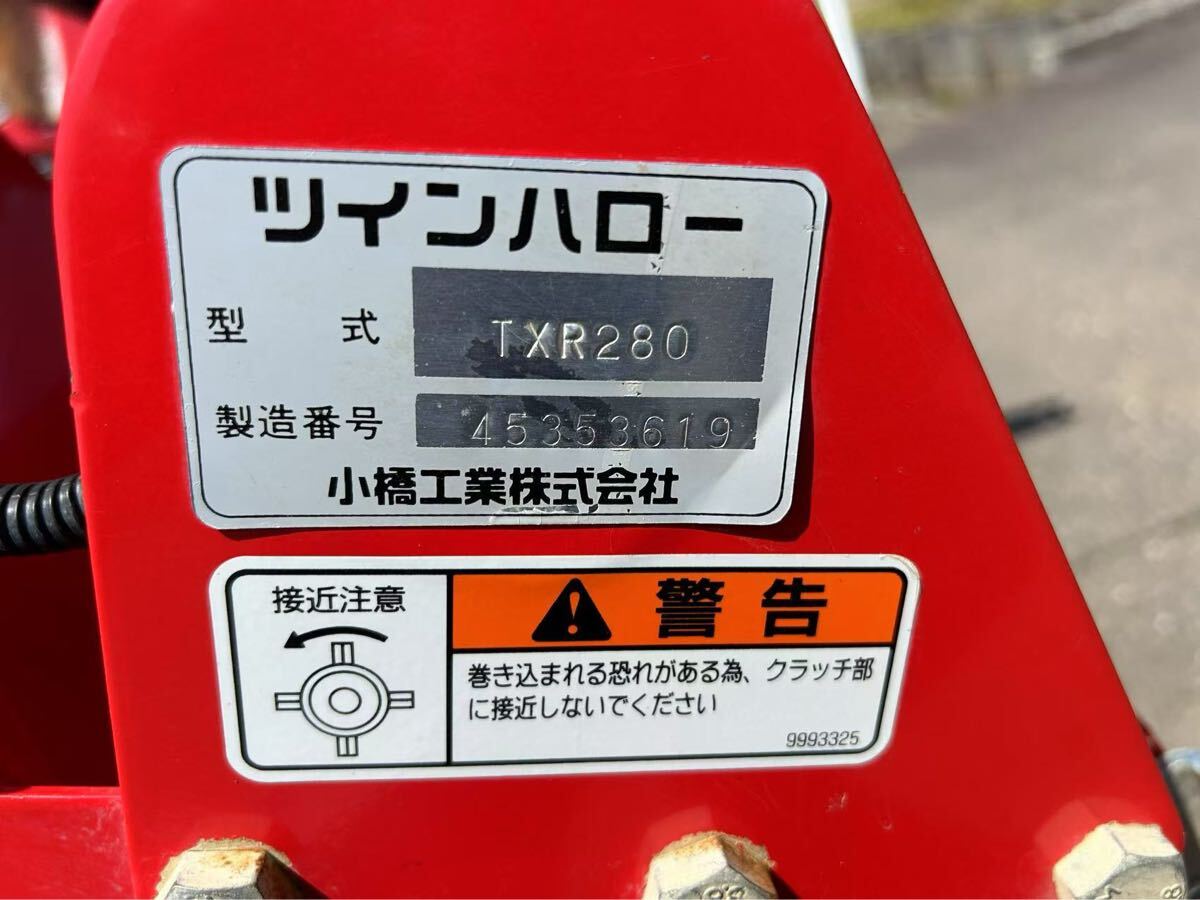 ツインハロー
型 式 TXR280
製造番号 45353619
小橋工業株式会社
接近注意
警告
巻き込まれる恐れがある為、クラッチ部
に接近しないでください
9993325